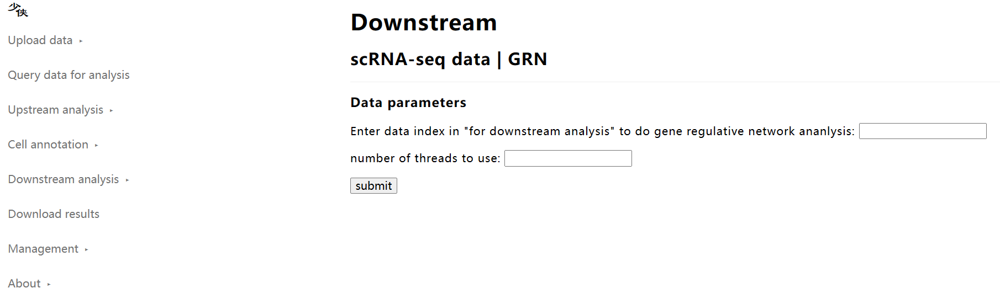 少侠
Upload data ▸
Query data for analysis
Upstream analysis ▸
Cell annotation ▸
Downstream analysis ▸
Download results
Management ▸
About ▸
Downstream
scRNA-seq data | GRN
Data parameters
Enter data index in "for downstream analysis" to do gene regulative network ananlysis:
number of threads to use:
submit